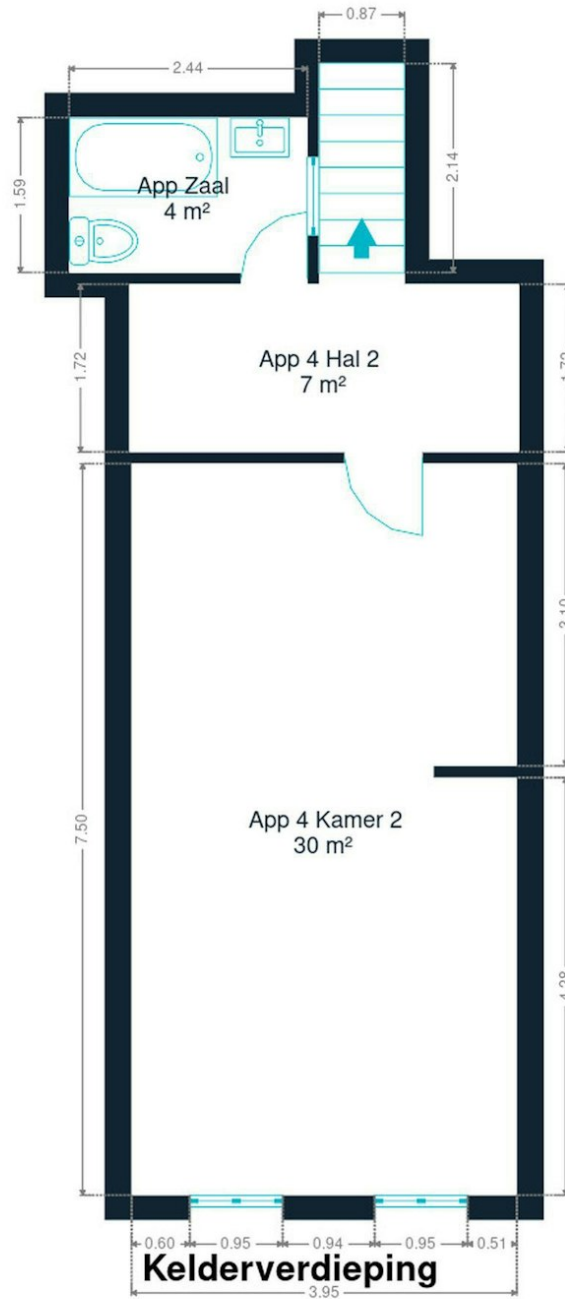 0.87
2.44
1.59
2.14
App Zaal
4 m²
1.72
App 4 Hal 2
7 m²
7.50
App 4 Kamer 2
30 m²
0.60 0.95 0.94 0.95 0.51
Kelderverdieping
3.95